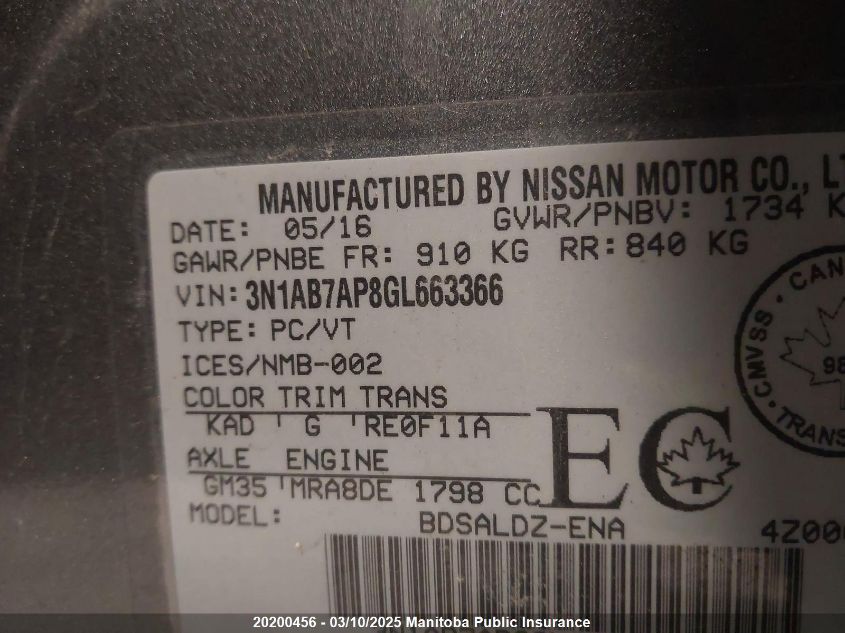 MANUFACTURED BY NISSAN MOTOR CO.,
DATE: 05/16 GVWR/PNBV: 1734
GAWR/PNBE FR: 910 KG RR: 840 KG
VIN: 3N1AB7AP8GL663366
TYPE: PC/VT
ICES/NMB-002
COLOR TRIM TRANS
KAD G RE0F11A
AXLE ENGINE
GM35 MRA8DE 1798 CC
MODEL: BDSALDZ-ENA
EC
CMVSS
20200456 - 03/10/2025 Manitoba Public Insurance